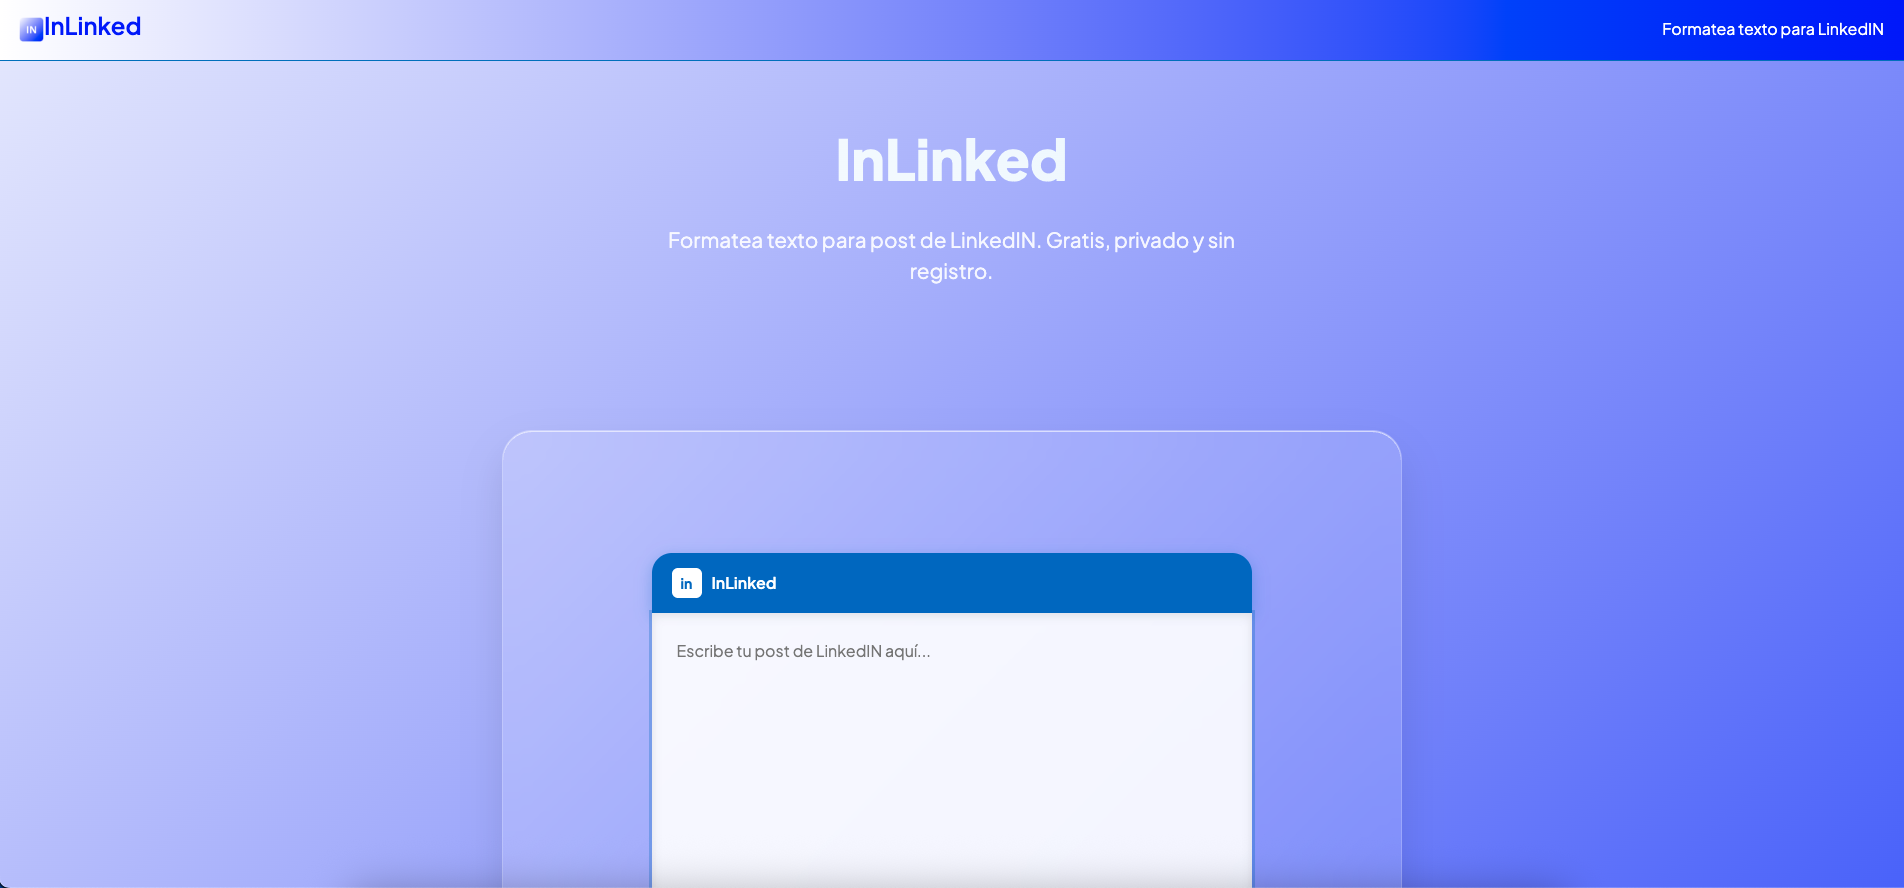 IN InLinked
Formatea texto para LinkedIN
InLinked
Formatea texto para post de LinkedIN. Gratis, privado y sin
registro.
in InLinked
Escribe tu post de LinkedIN aquí...